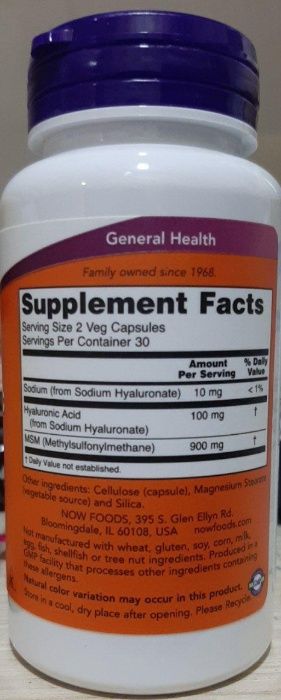 General Health
Family owned since 1968.
Supplement Facts
Serving Size 2 Veg Capsules
Servings Per Container 30
Amount Per Serving % Daily Value
Sodium (from Sodium Hyaluronate) 10 mg <1%
Hyaluronic Acid 100 mg †
(from Sodium Hyaluronate)
MSM (Methylsulfonylmethane) 900 mg †
† Daily Value not established.
Other ingredients: Cellulose (capsule), Magnesium Stearate
(vegetable source) and Silica.
NOW FOODS, 395 S. Glen Ellyn Rd.
Bloomingdale, IL 60108, USA nowfoods.com
Not manufactured with wheat, gluten, soy, corn, milk,
egg, fish, shellfish or tree nut ingredients. Produced in a
GMP facility that processes other ingredients containing
these allergens.
Natural color variation may occur in this product.
Store in a cool, dry place after opening. Please Recycle.